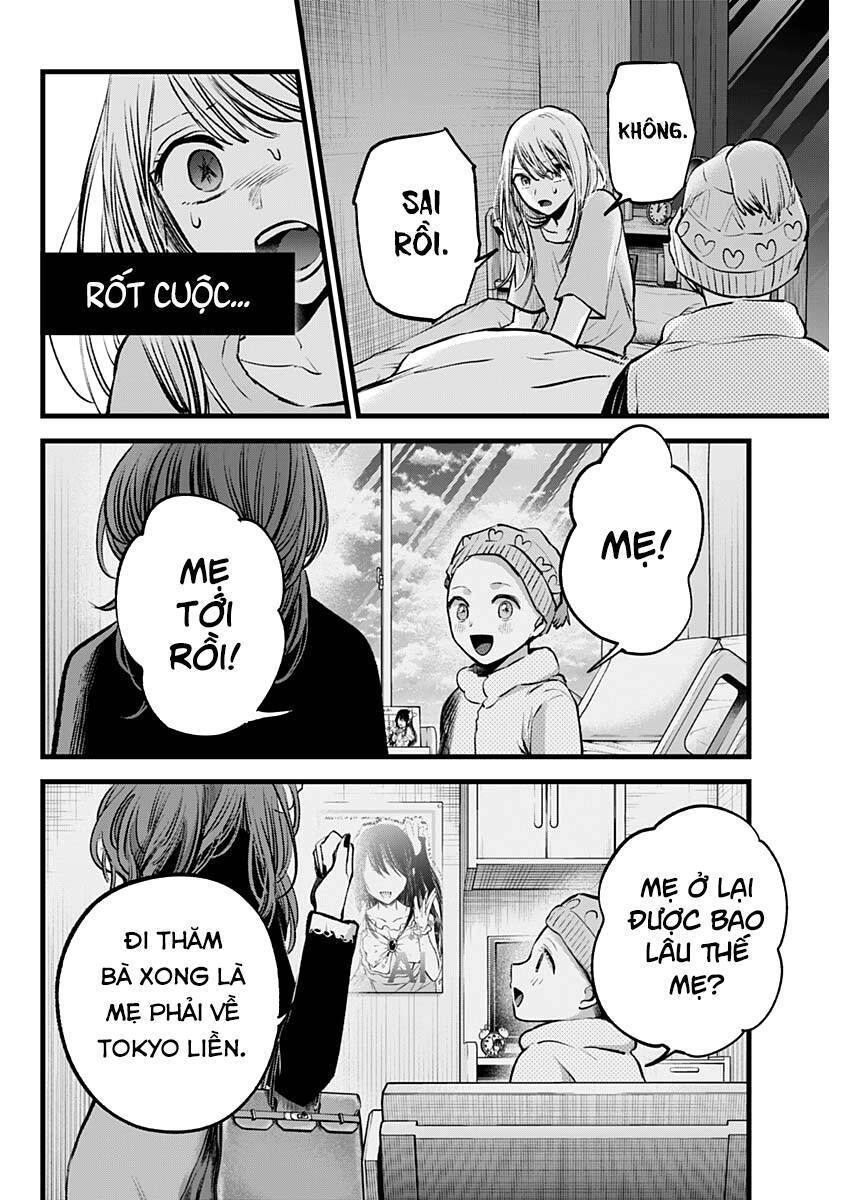 KHÔNG.
SAI
RỒI.
RỐT CUỘC...
MẸ!
MẸ
TỚI
RỒI!
MẸ Ở LẠI
ĐƯỢC BAO
LÂU THẾ
MẸ?
ĐI THĂM
BÀ XONG LÀ
MẸ PHẢI VỀ
TOKYO LIỀN.
AI